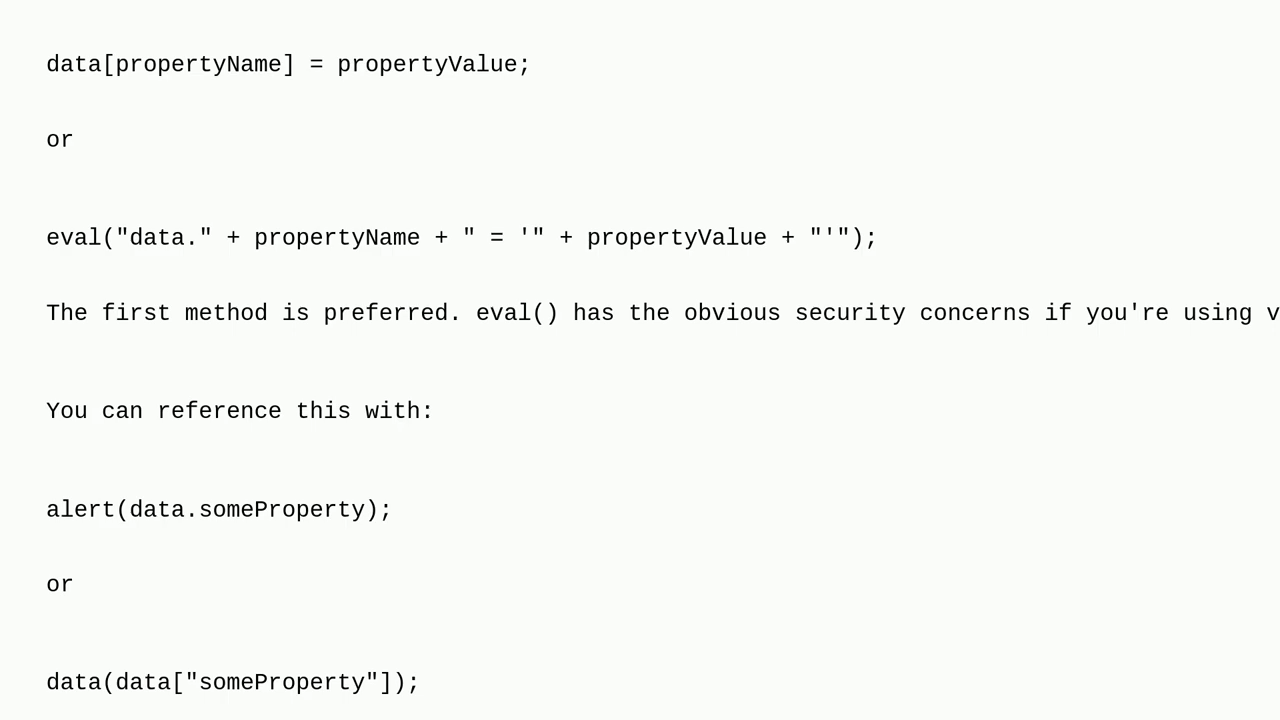 data[propertyName] = propertyValue;
or
eval("data." + propertyName + " = '" + propertyValue + "'");
The first method is preferred. eval() has the obvious security concerns if you're using v
You can reference this with:
alert(data.someProperty);
or
data(data["someProperty"]);